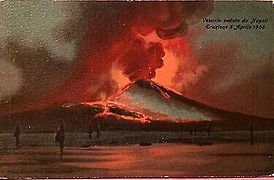 Vesuvio veduto da Napoli
Eruzione 8 Aprile 1906